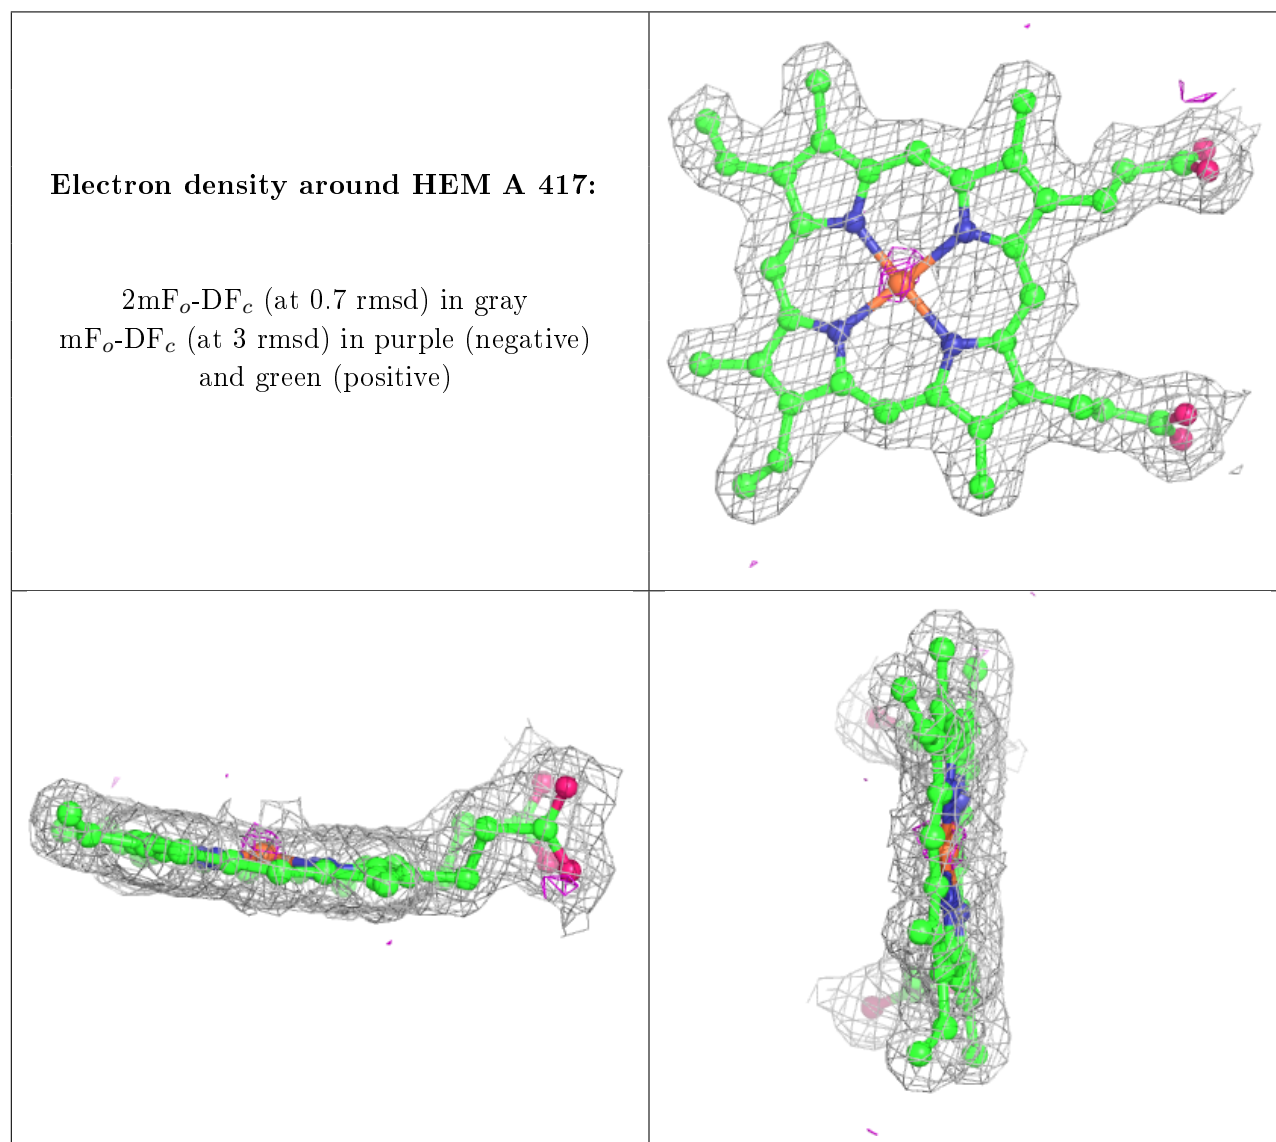 Electron density around HEM A 417:
2mFₒ-DF𝒸 (at 0.7 rmsd) in gray
mFₒ-DF𝒸 (at 3 rmsd) in purple (negative)
and green (positive)